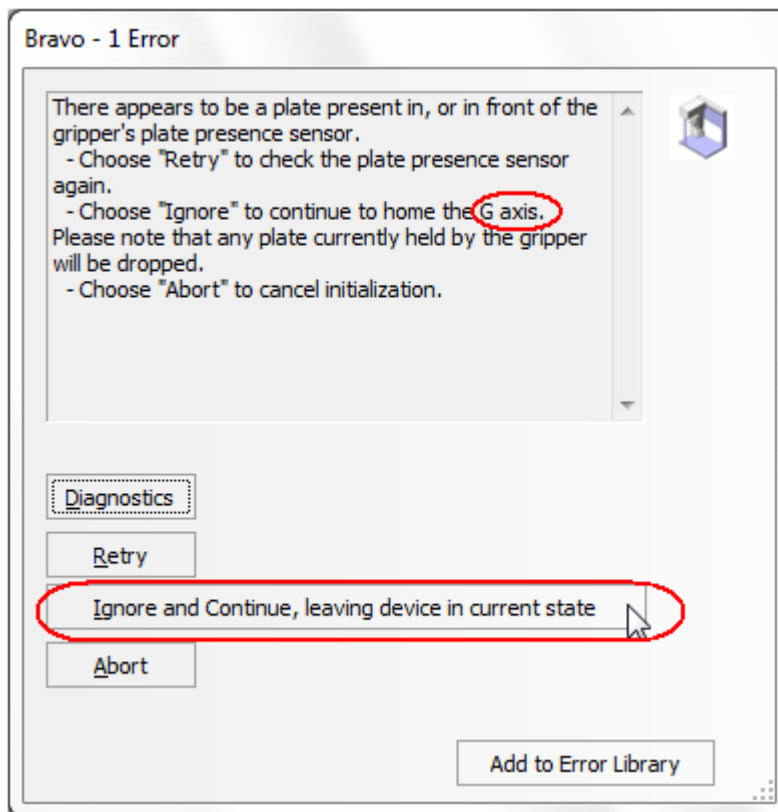 Bravo - 1 Error
There appears to be a plate present in, or in front of the
gripper's plate presence sensor.
- Choose "Retry" to check the plate presence sensor
again.
- Choose "Ignore" to continue to home the G axis.
Please note that any plate currently held by the gripper
will be dropped.
- Choose "Abort" to cancel initialization.
Diagnostics
Retry
Ignore and Continue, leaving device in current state
Abort
Add to Error Library